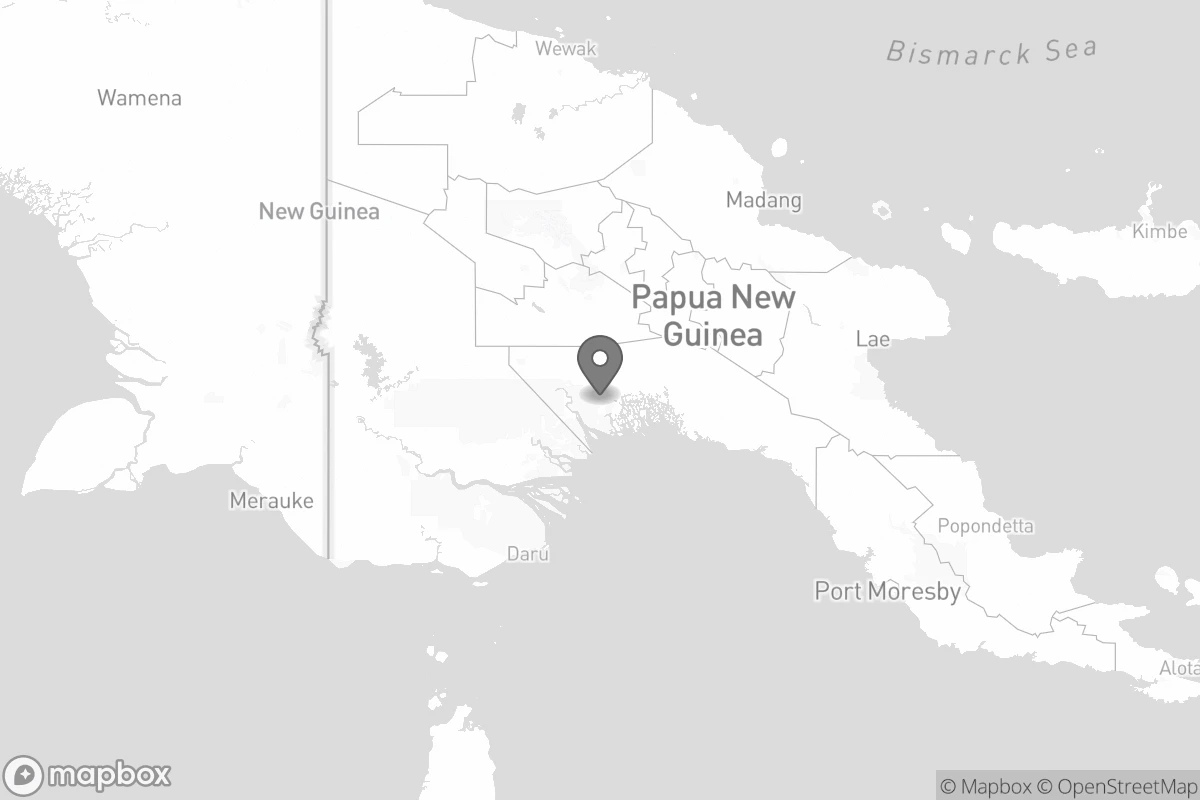 Wewak
Bismarck Sea
Wamena
Madang
New Guinea
Kimbe
Papua New
Guinea
Lae
Merauke
Popondetta
Darú
Port Moresby
Alota
mapbox
© Mapbox © OpenStreetMap